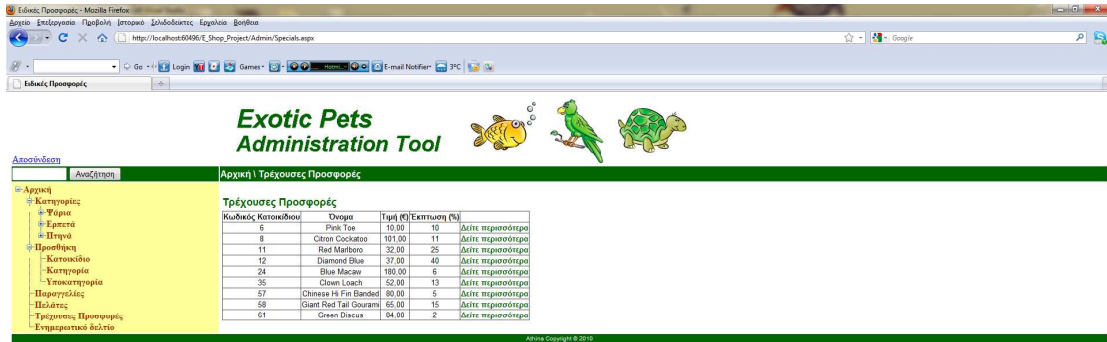 Ειδικές Προσφορές - Mozilla Firefox
Αρχείο Επεξεργασία Προβολή Ιστορικό Σελιδοδείκτες Εργαλεία Βοήθεια
http://localhost:60496/E_Shop_Project/Admin/Specials.aspx
Google
Go Login Games Hotm... E-mail Notifier 3°C
Ειδικές Προσφορές
Exotic Pets
Administration Tool
Αποσύνδεση
Αναζήτηση
Αρχική \ Τρέχουσες Προσφορές
Αρχική
Κατηγορίες
Ψάρια
Ερπετά
Πτηνά
Προσθήκη
Κατοικίδιο
Κατηγορία
Υποκατηγορία
Παραγγελίες
Πελάτες
Τρέχουσες Προσφορές
Ενημερωτικό δελτίο
Τρέχουσες Προσφορές
Κωδικός Κατοικίδιου Όνομα Τιμή (€) Έκπτωση (%)
6 Pink Toe 10,00 10 Δείτε περισσότερα
8 Citron Cockatoo 101,00 11 Δείτε περισσότερα
11 Red Marlboro 32,00 25 Δείτε περισσότερα
12 Diamond Blue 37,00 40 Δείτε περισσότερα
24 Blue Macaw 180,00 6 Δείτε περισσότερα
35 Clown Loach 52,00 13 Δείτε περισσότερα
57 Chinese Hi Fin Banded 80,00 5 Δείτε περισσότερα
58 Giant Red Tail Gourami 65,00 15 Δείτε περισσότερα
61 Green Discus 84,00 2 Δείτε περισσότερα
Athina Copyright © 2010